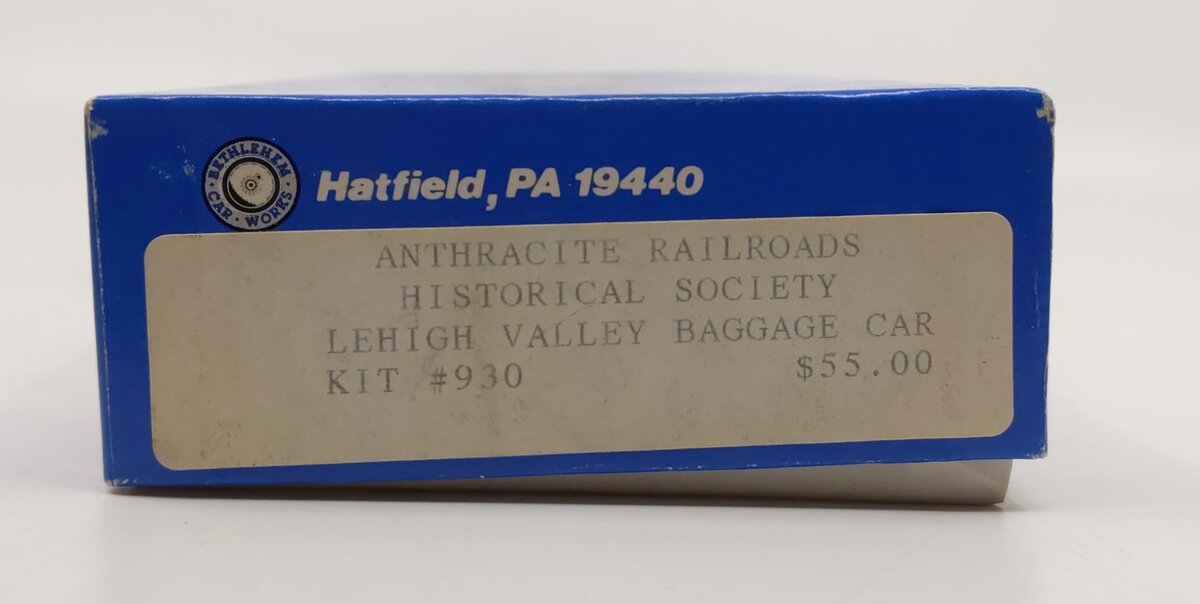 BETHLEHEM CAR WORKS
Hatfield, PA 19440
ANTHRACITE RAILROADS
HISTORICAL SOCIETY
LEHIGH VALLEY BAGGAGE CAR
KIT #930 $55.00